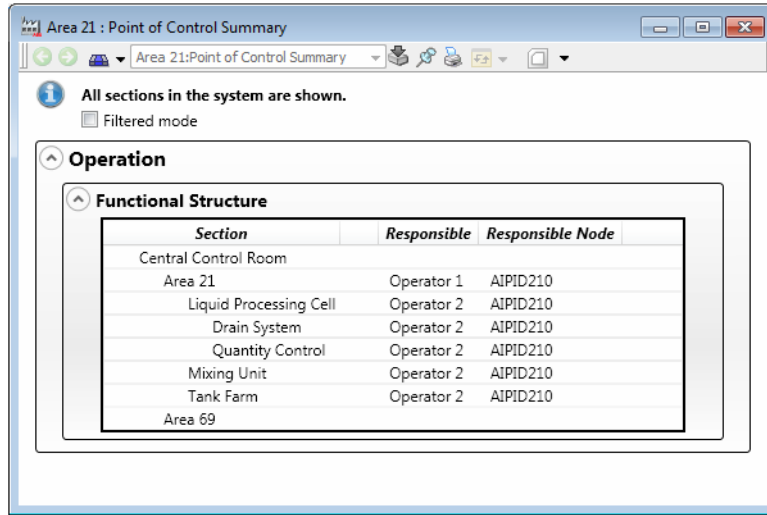 Area 21 : Point of Control Summary
Area 21:Point of Control Summary
All sections in the system are shown.
Filtered mode
Operation
Functional Structure
Section Responsible Responsible Node
Central Control Room
Area 21 Operator 1 AIPID210
Liquid Processing Cell Operator 2 AIPID210
Drain System Operator 2 AIPID210
Quantity Control Operator 2 AIPID210
Mixing Unit Operator 2 AIPID210
Tank Farm Operator 2 AIPID210
Area 69